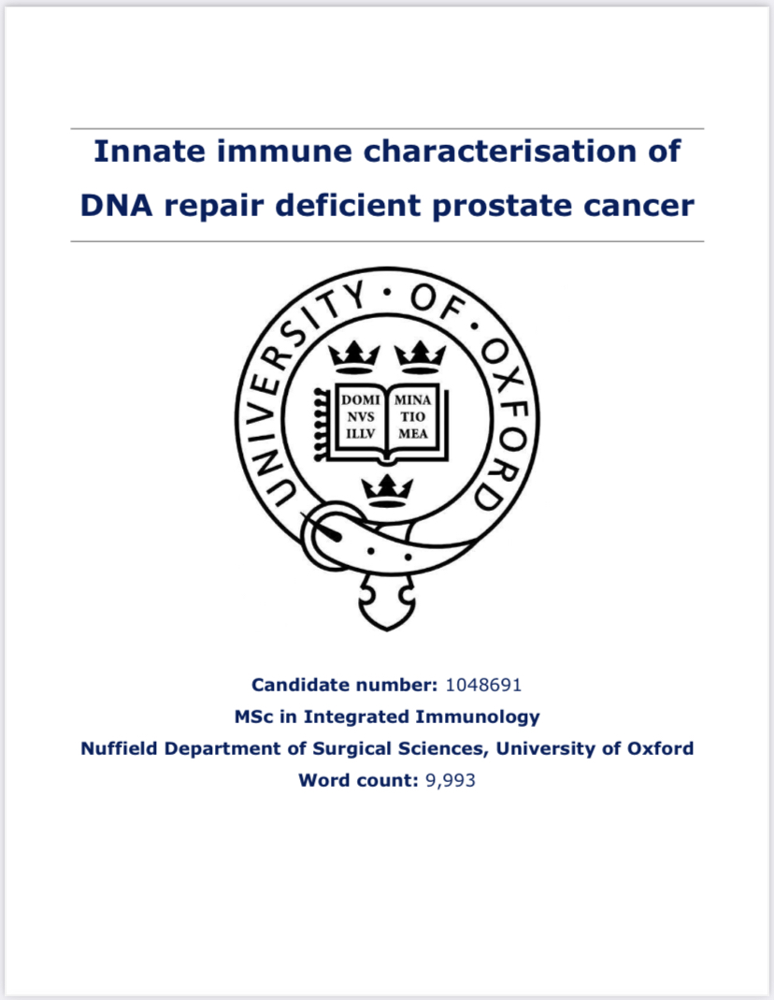 Innate immune characterisation of
DNA repair deficient prostate cancer
UNIVERSITY · OF · OXFORD
DOMI MINA
NVS TIO
ILLV MEA
Candidate number: 1048691
MSc in Integrated Immunology
Nuffield Department of Surgical Sciences, University of Oxford
Word count: 9,993